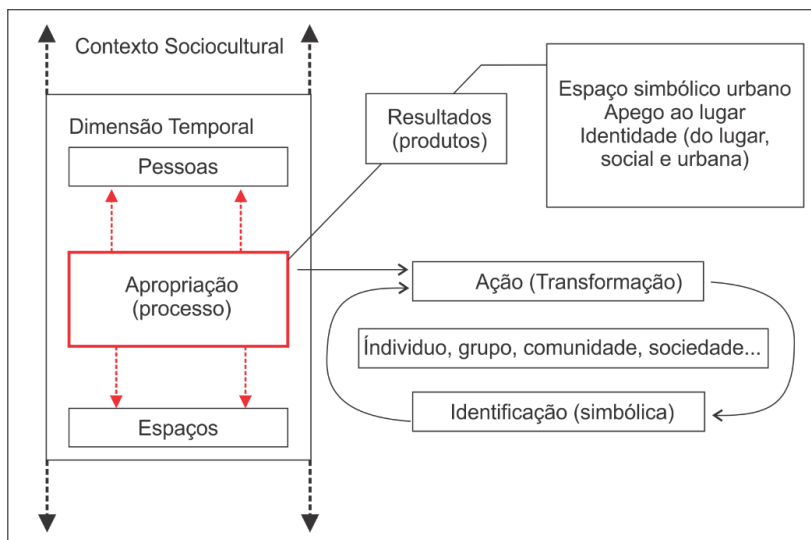 Contexto Sociocultural
Dimensão Temporal
Pessoas
Apropriação
(processo)
Espaços
Resultados
(produtos)
Espaço simbólico urbano
Apego ao lugar
Identidade (do lugar,
social e urbana)
Ação (Transformação)
Índividuo, grupo, comunidade, sociedade...
Identificação (simbólica)